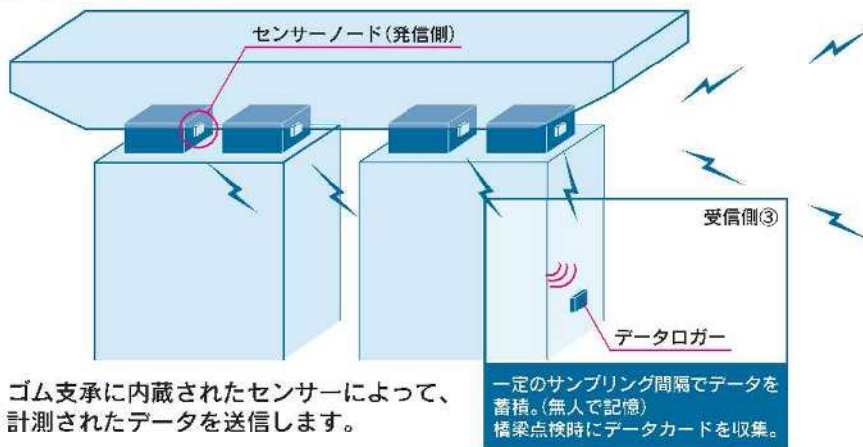 センサーノード(発信側)
受信側③
データロガー
ゴム支承に内蔵されたセンサーによって、
計測されたデータを送信します。
一定のサンプリング間隔でデータを
蓄積。(無人で記憶)
橋梁点検時にデータカードを収集。